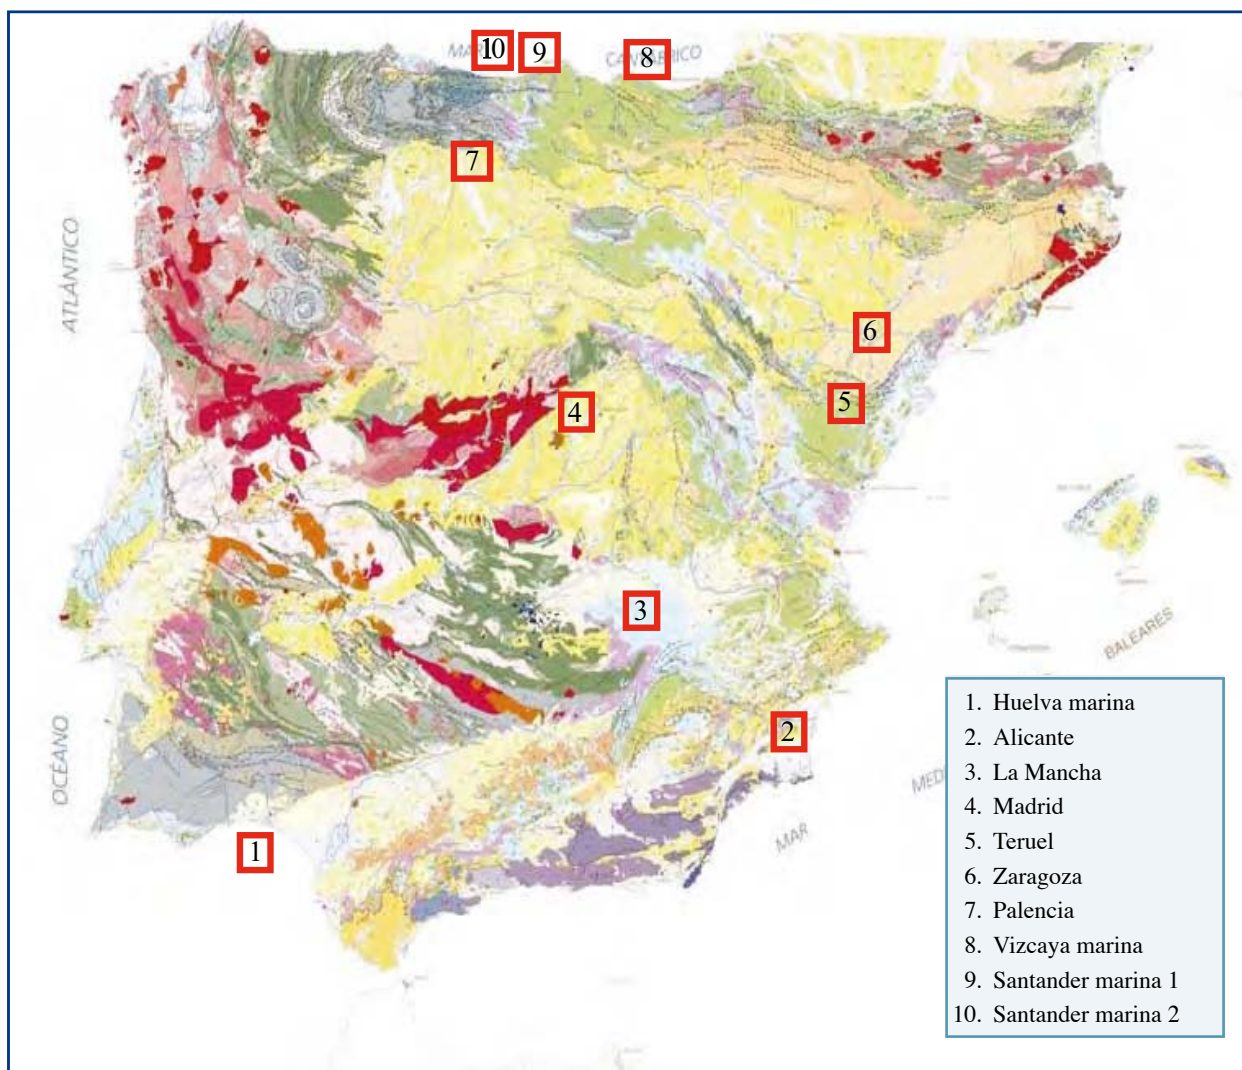 MAR
10
9
CANTÁBRICO
8
7
ATLÁNTICO
6
5
4
3
BALEARES
2
OCÉANO
MAR
1
1. Huelva marina
2. Alicante
3. La Mancha
4. Madrid
5. Teruel
6. Zaragoza
7. Palencia
8. Vizcaya marina
9. Santander marina 1
10. Santander marina 2